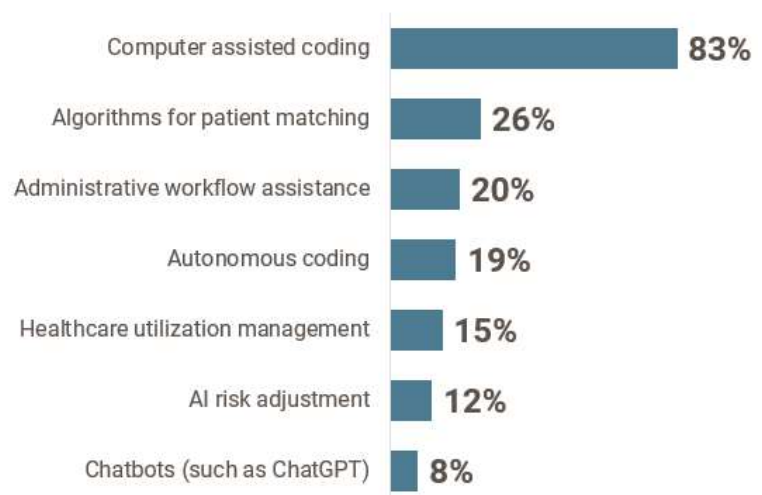 Computer assisted coding 83%
Algorithms for patient matching 26%
Administrative workflow assistance 20%
Autonomous coding 19%
Healthcare utilization management 15%
AI risk adjustment 12%
Chatbots (such as ChatGPT) 8%